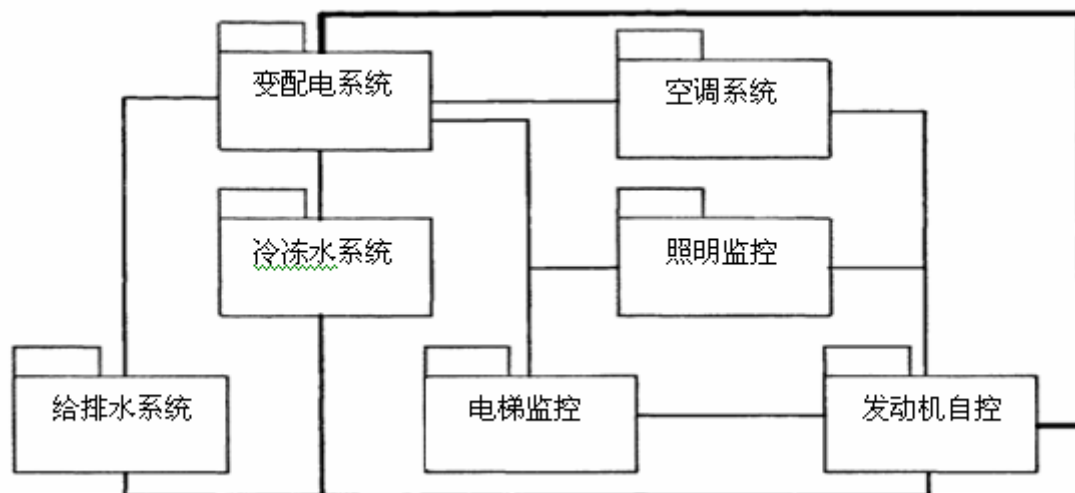 变配电系统
空调系统
冷冻水系统
照明监控
给排水系统
电梯监控
发动机自控